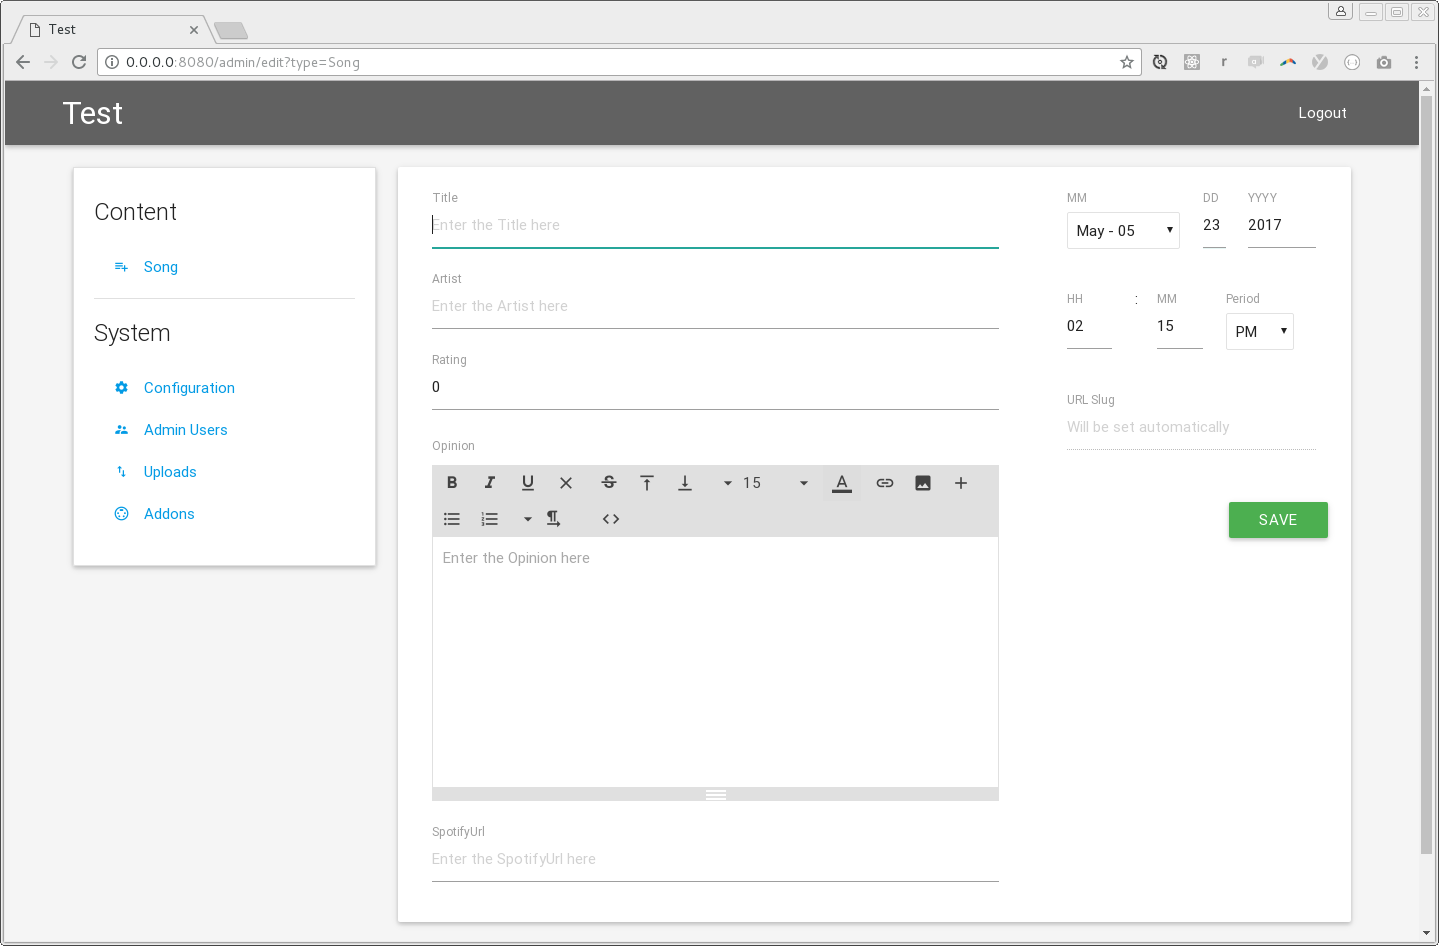 Test
0.0.0.0:8080/admin/edit?type=Song
Test
Logout
Content
Song
System
Configuration
Admin Users
Uploads
Addons
Title
Enter the Title here
Artist
Enter the Artist here
Rating
0
Opinion
B I U S 15 A
Enter the Opinion here
SpotifyUrl
Enter the SpotifyUrl here
MM DD YYYY
May - 05 23 2017
HH : MM Period
02 15 PM
URL Slug
Will be set automatically
SAVE